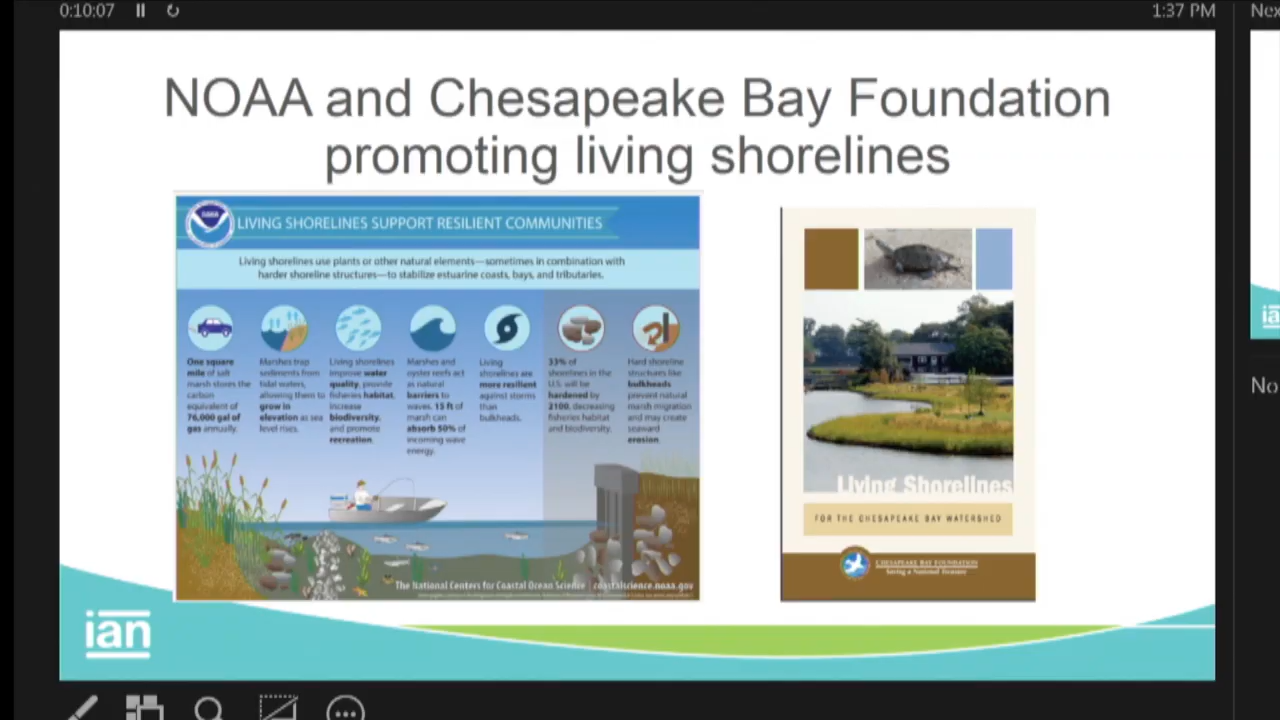 0:10:07
1:37 PM
Nex
NOAA and Chesapeake Bay Foundation
promoting living shorelines
NOAA
LIVING SHORELINES SUPPORT RESILIENT COMMUNITIES
Living shorelines use plants or other natural elements—sometimes in combination with
harder shoreline structures—to stabilize estuarine coasts, bays, and tributaries.
One square
mile of salt
marsh stores the
carbon
equivalent of
76,000 gal of
gas annually.
Marshes trap
sediments from
tidal waters,
allowing them to
grow in
elevation as sea
level rises.
Living shorelines
improve water
quality, provide
fisheries habitat,
increase
biodiversity,
and promote
recreation.
Marshes and
oyster reefs act
as natural
barriers to
waves. 15 ft of
marsh can
absorb 50% of
incoming wave
energy.
Living
shorelines are
more resilient
against storms
than
bulkheads.
33% of
shorelines in the
U.S. will be
hardened by
2100, decreasing
fisheries habitat
and biodiversity.
Hard shoreline
structures like
bulkheads
prevent natural
marsh migration
and may create
seaward
erosion.
The National Centers for Coastal Ocean Science | coastalscience.noaa.gov
Living Shorelines
FOR THE CHESAPEAKE BAY WATERSHED
CHESAPEAKE BAY FOUNDATION
Saving a National Treasure
ian
ia
No